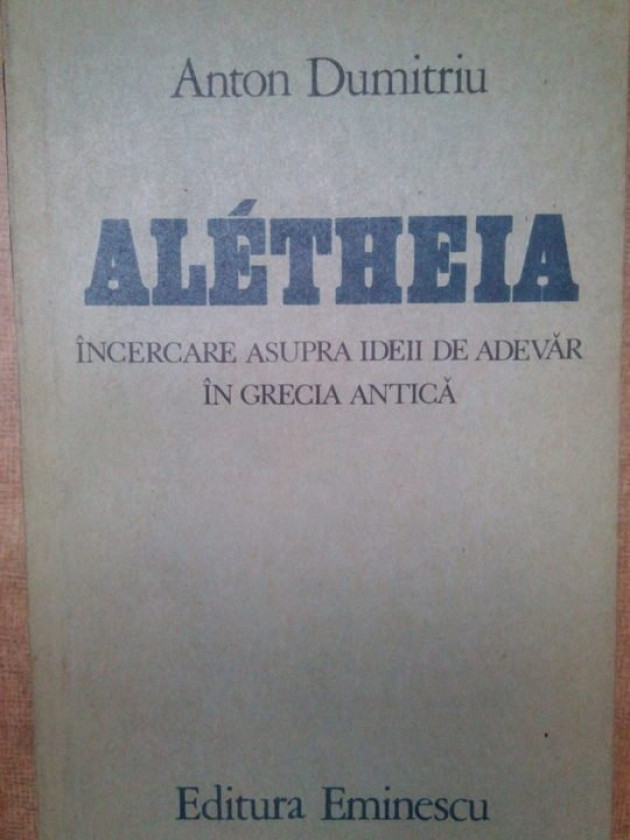 Anton Dumitriu
ALÉTHEIA
ÎNCERCARE ASUPRA IDEII DE ADEVĂR
ÎN GRECIA ANTICĂ
Editura Eminescu